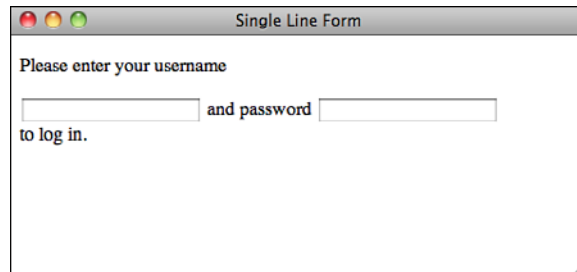 Single Line Form
Please enter your username
and password
to log in.